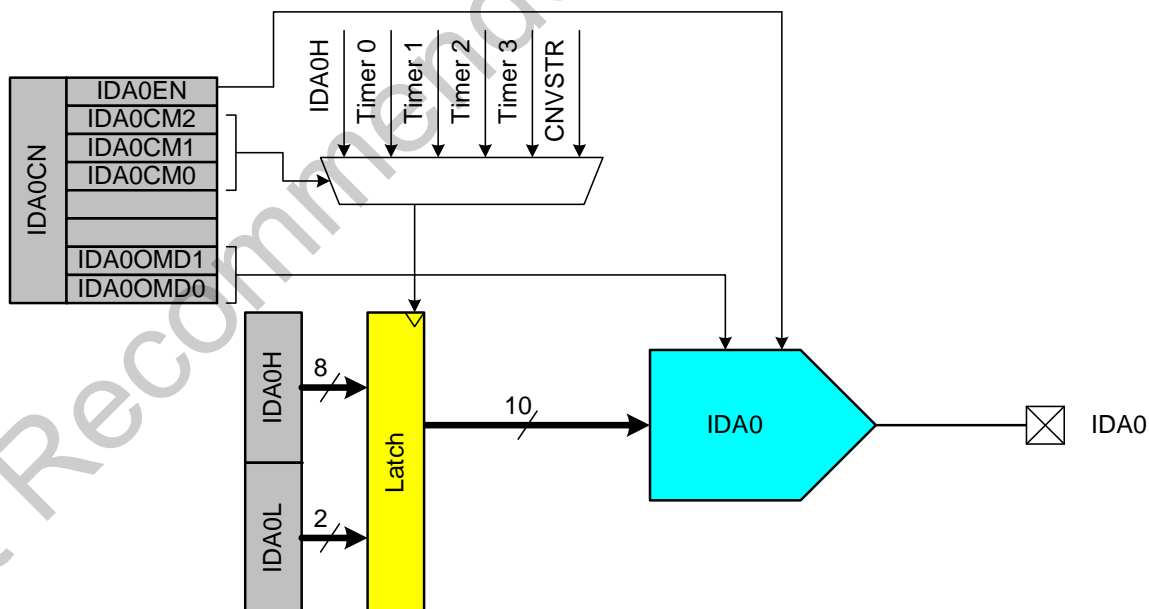 IDA0CN
IDA0EN
IDA0CM2
IDA0CM1
IDA0CM0
IDA0OMD1
IDA0OMD0
IDA0H
Timer 0
Timer 1
Timer 2
Timer 3
CNVSTR
IDA0H
8
IDA0L
2
Latch
10
IDA0
IDA0
Recommende